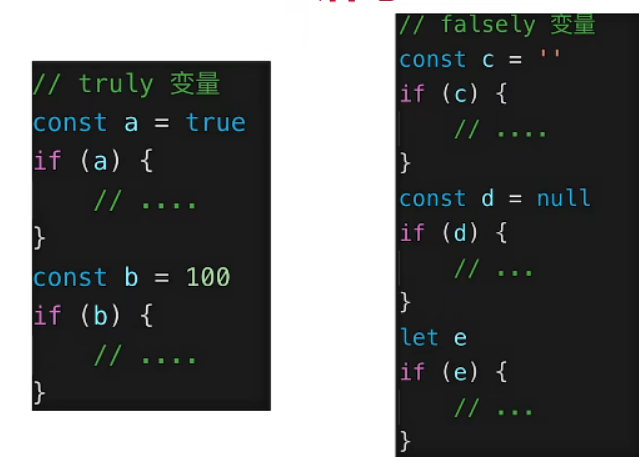 // truly 变量
const a = true
if (a) {
    // ....
}
const b = 100
if (b) {
    // ....
}
// falsely 变量
const c = ''
if (c) {
    // ....
}
const d = null
if (d) {
    // ...
}
let e
if (e) {
    // ...
}